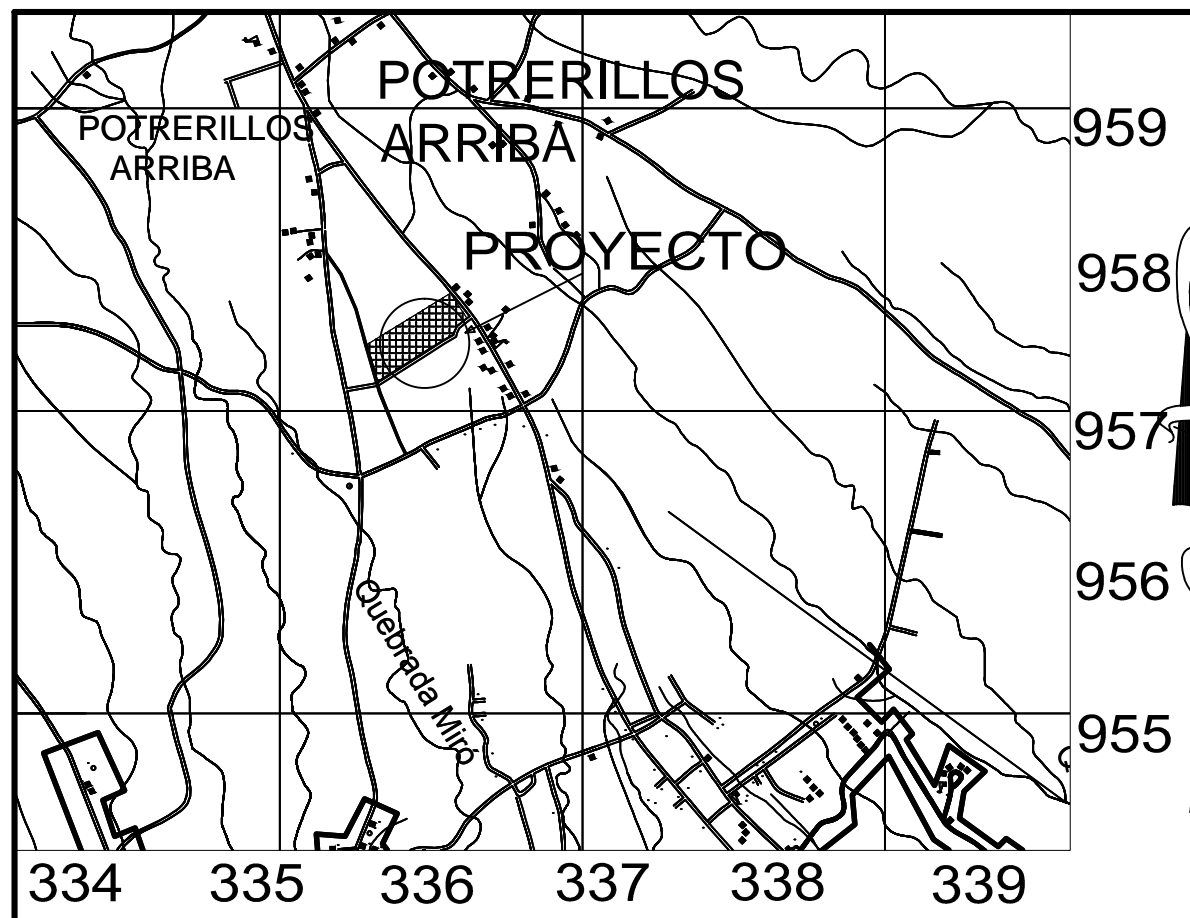 POTRERILLOS
ARRIBA
POTRERILLOS
ARRIBA
PROYECTO
Quebrada Miró
959
958
957
956
955
334 335 336 337 338 339